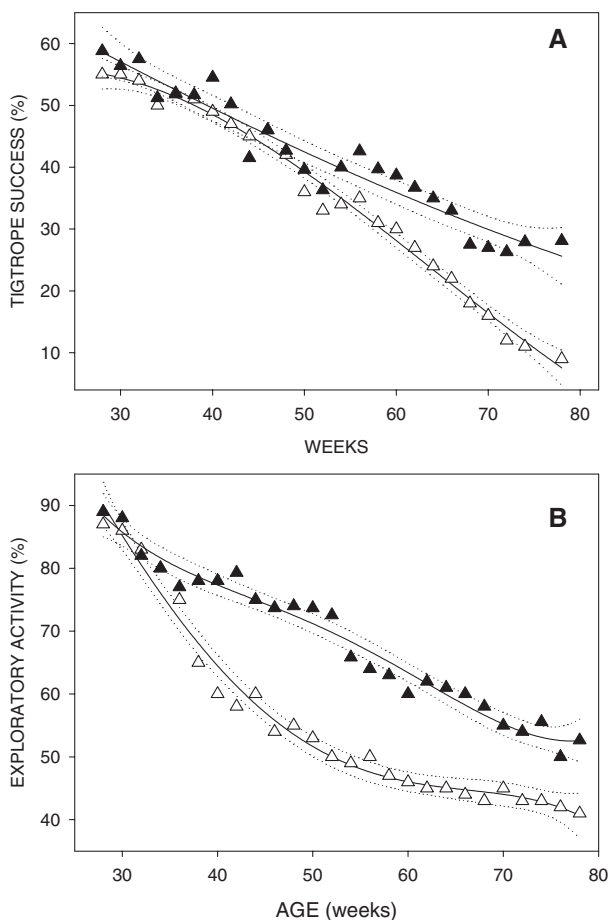 A
TIGTROPE SUCCESS (%)
60
50
40
30
20
10
30 40 50 60 70 80
WEEKS
B
EXPLORATORY ACTIVITY (%)
90
80
70
60
50
40
30 40 50 60 70 80
AGE (weeks)